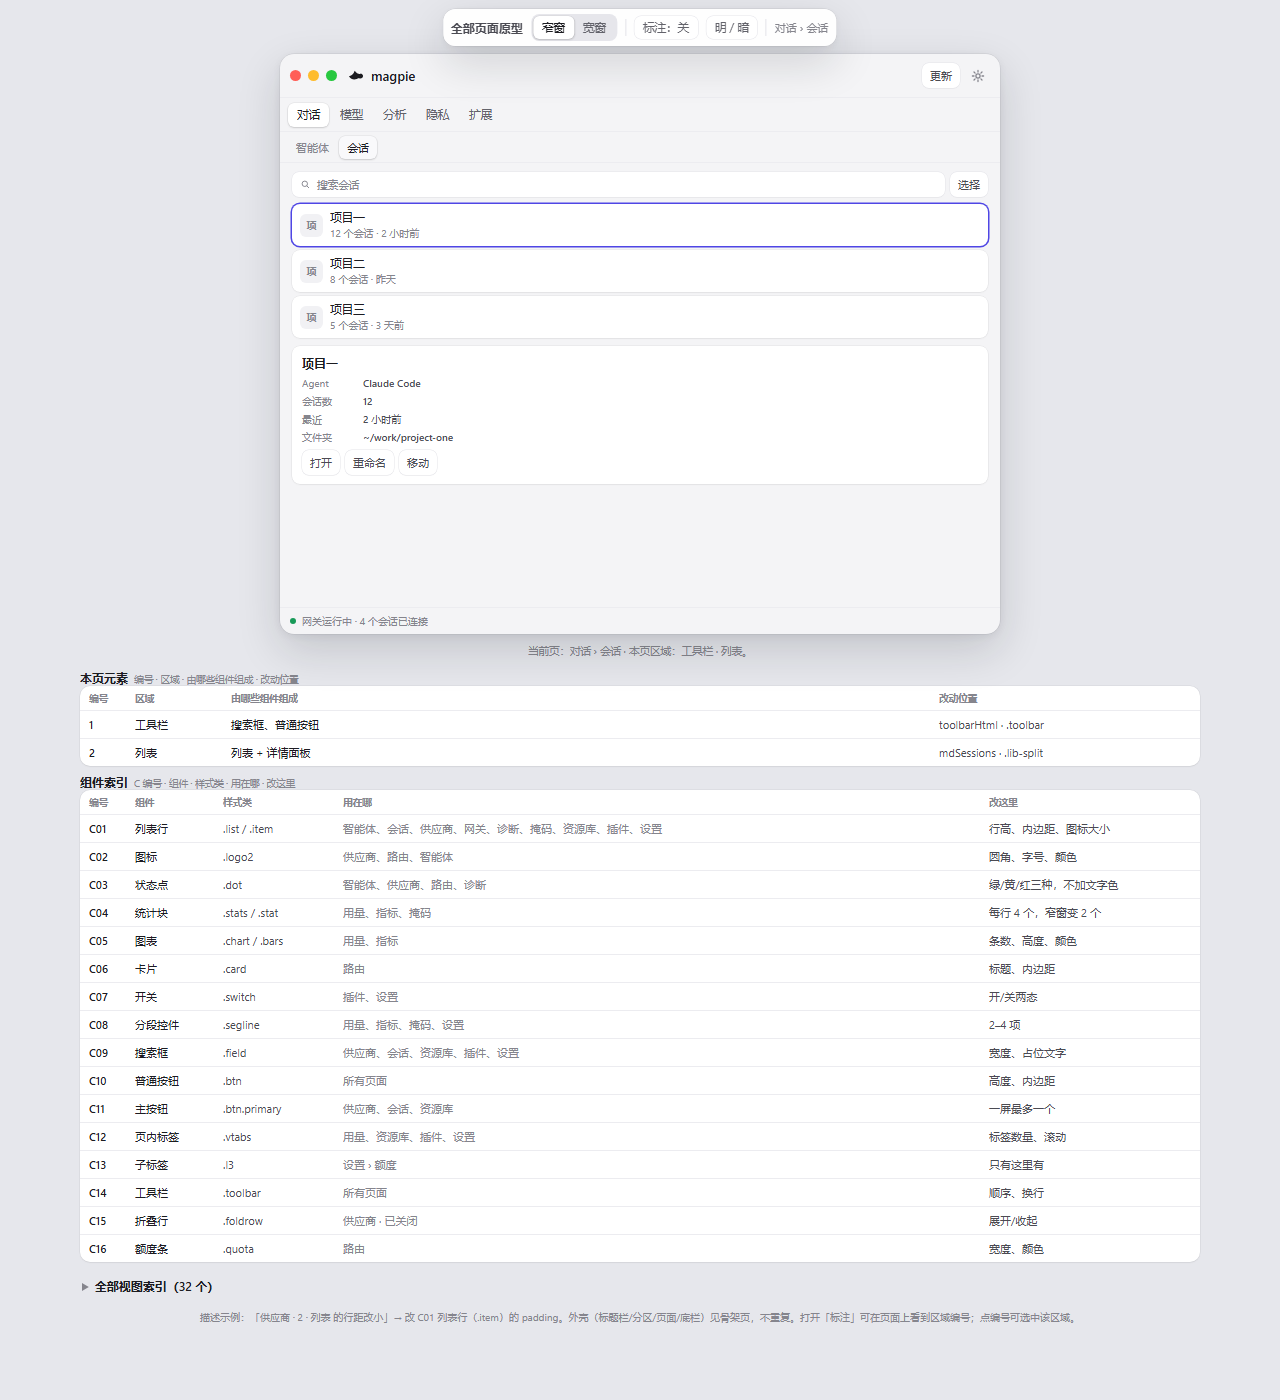 全部页面原型 窄窗 宽窗 标注：关 明 / 暗 对话 › 会话
magpie 更新
对话 模型 分析 隐私 扩展
智能体 会话
搜索会话 选择
项 项目一
12 个会话 · 2 小时前
项 项目二
8 个会话 · 昨天
项 项目三
5 个会话 · 3 天前
项目一
Agent Claude Code
会话数 12
最近 2 小时前
文件夹 ~/work/project-one
打开 重命名 移动
网关运行中 · 4 个会话已连接
当前页：对话 › 会话 · 本页区域：工具栏 · 列表。
本页元素 编号 · 区域 · 由哪些组件组成 · 改动位置
编号 区域 由哪些组件组成 改动位置
1 工具栏 搜索框、普通按钮 toolbarHtml · .toolbar
2 列表 列表 + 详情面板 mdSessions · .lib-split
组件索引 C 编号 · 组件 · 样式类 · 用在哪 · 改这里
编号 组件 样式类 用在哪 改这里
C01 列表行 .list / .item 智能体、会话、供应商、网关、诊断、掩码、资源库、插件、设置 行高、内边距、图标大小
C02 图标 .logo2 供应商、路由、智能体 圆角、字号、颜色
C03 状态点 .dot 智能体、供应商、路由、诊断 绿/黄/红三种，不加文字色
C04 统计块 .stats / .stat 用量、指标、掩码 每行 4 个，窄窗变 2 个
C05 图表 .chart / .bars 用量、指标 条数、高度、颜色
C06 卡片 .card 路由 标题、内边距
C07 开关 .switch 插件、设置 开/关两态
C08 分段控件 .segline 用量、指标、掩码、设置 2–4 项
C09 搜索框 .field 供应商、会话、资源库、插件、设置 宽度、占位文字
C10 普通按钮 .btn 所有页面 高度、内边距
C11 主按钮 .btn.primary 供应商、会话、资源库 一屏最多一个
C12 页内标签 .vtabs 用量、资源库、插件、设置 标签数量、滚动
C13 子标签 .l3 设置 › 额度 只有这里有
C14 工具栏 .toolbar 所有页面 顺序、换行
C15 折叠行 .foldrow 供应商 · 已关闭 展开/收起
C16 额度条 .quota 路由 宽度、颜色
▶ 全部视图索引（32 个）
描述示例：「供应商 · 2 · 列表 的行距改小」→ 改 C01 列表行（.item）的 padding。外壳（标题栏/分区/页面/底栏）见骨架页，不重复。打开「标注」可在页面上看到区域编号；点编号可选中该区域。